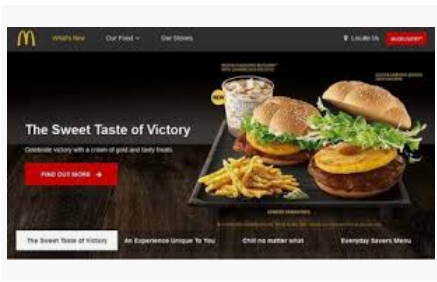 What's New
Our Food
Our Stores
Locate Us
NEW
The Sweet Taste of Victory
Celebrate victory with a crown of gold and tasty treats.
FIND OUT MORE
The Sweet Taste of Victory
An Experience Unique To You
Chill no matter what
Everyday Savers Menu